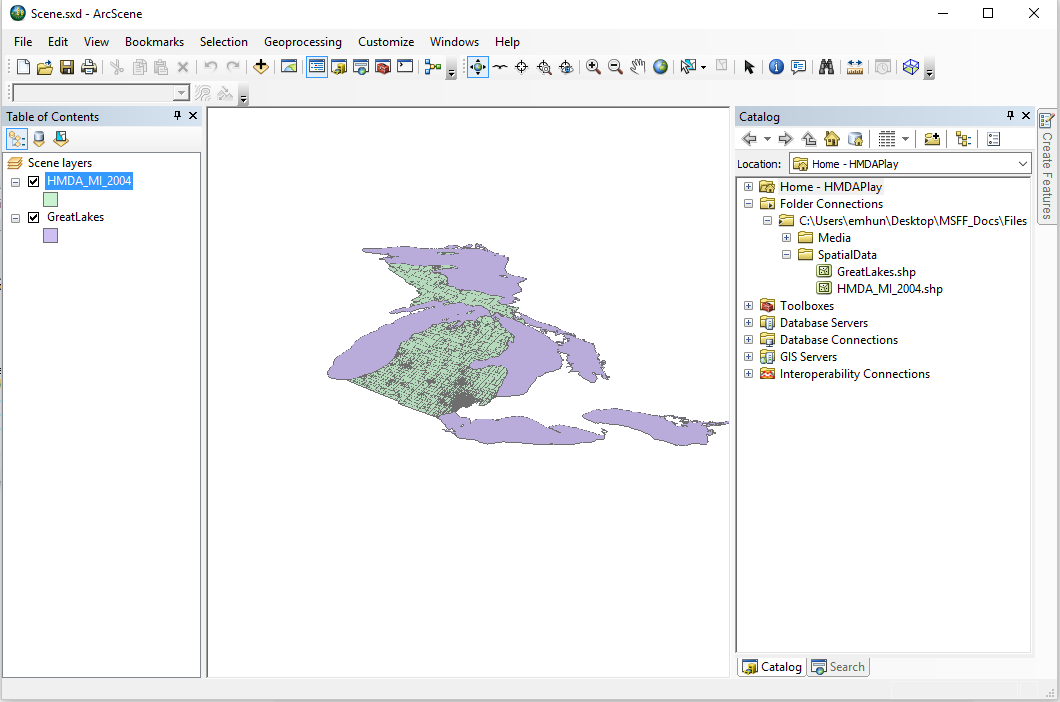 Scene.sxd - ArcScene
File Edit View Bookmarks Selection Geoprocessing Customize Windows Help
Table of Contents
Scene layers
HMDA_MI_2004
GreatLakes
Catalog
Location: Home - HMDAPlay
Home - HMDAPlay
Folder Connections
C:\Users\emhun\Desktop\MSFF_Docs\Files
Media
SpatialData
GreatLakes.shp
HMDA_MI_2004.shp
Toolboxes
Database Servers
Database Connections
GIS Servers
Interoperability Connections
Catalog Search
Create Features